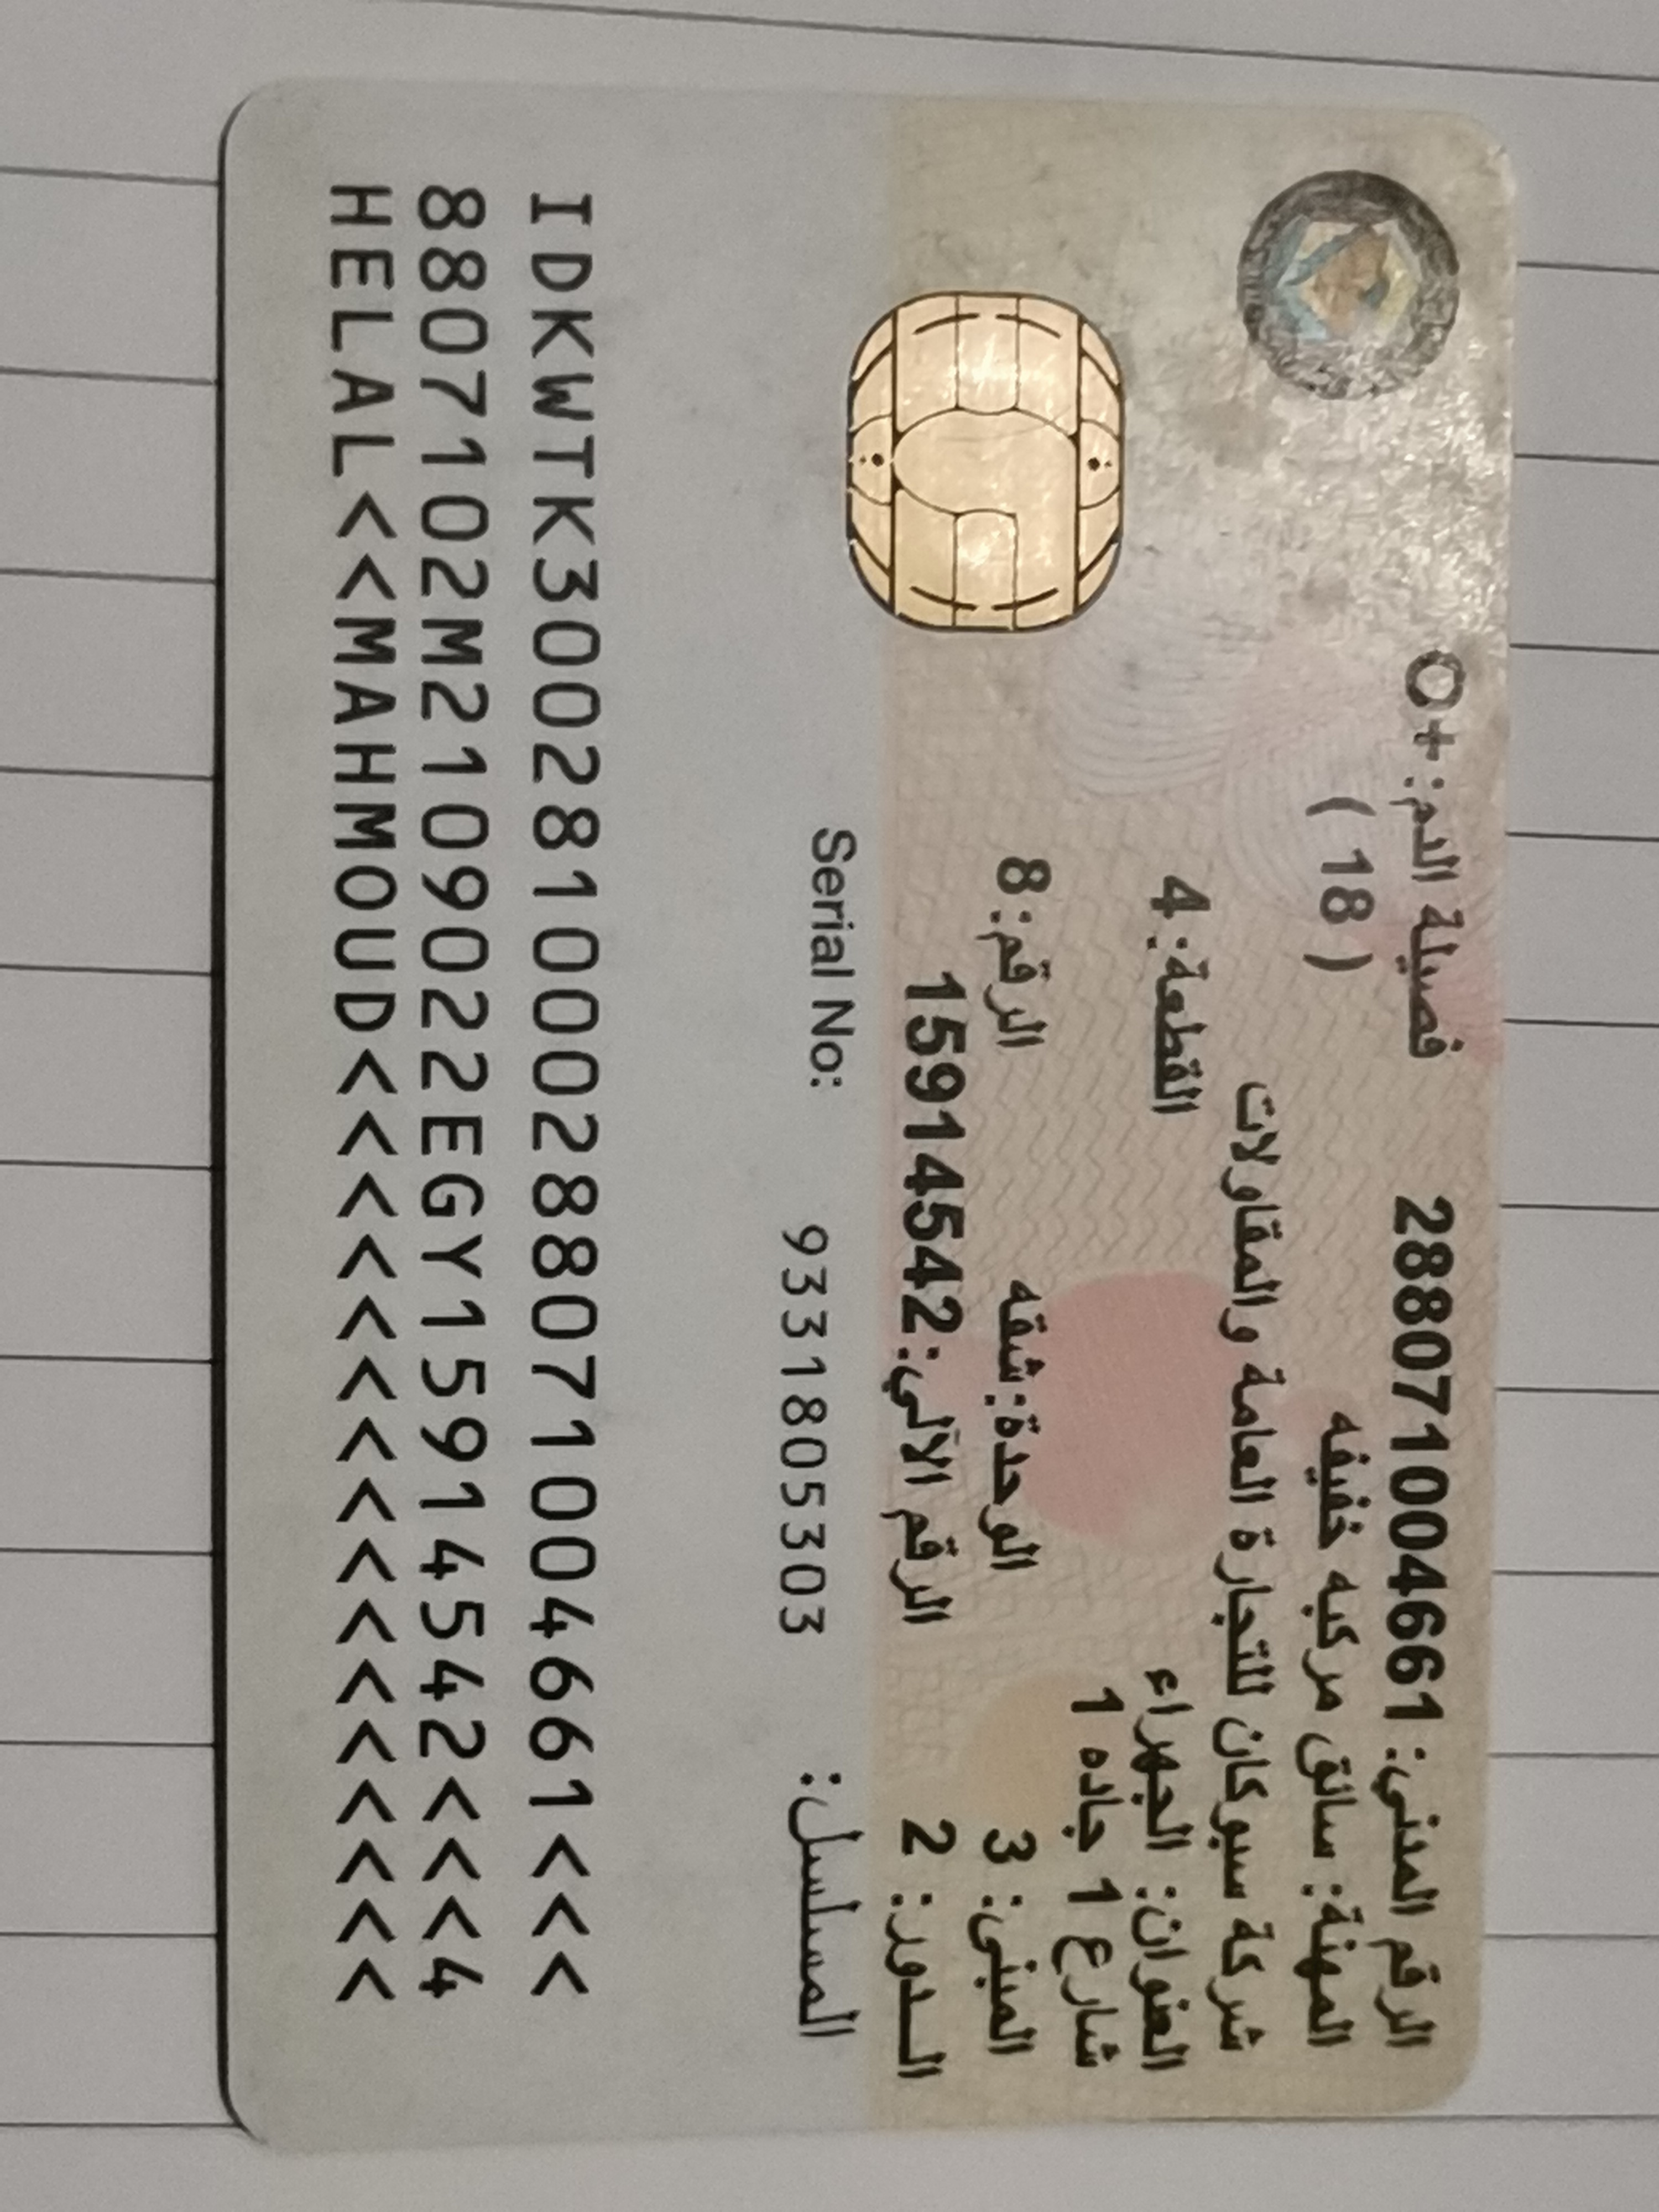 الرقم المدني: 288071004661 فصيلة الدم: O+
المهنة: سائق مركبه خفيفه ( 18 )
شركة سبوكان للتجارة العامة والمقاولات
العنوان: الجهراء القطعة: 4
شارع 1 جاده 1
المبنى: 3 الوحدة: شقه الرقم: 8
الــدور: 2 الرقم الآلي: 15914542
المسلسل: 9331805303 Serial No:
IDKWTK300281000288071004661<<<
8807102M2109022EGY15914542<<<4
HELAL<<MAHMOUD<<<<<<<<<<<<<<<<